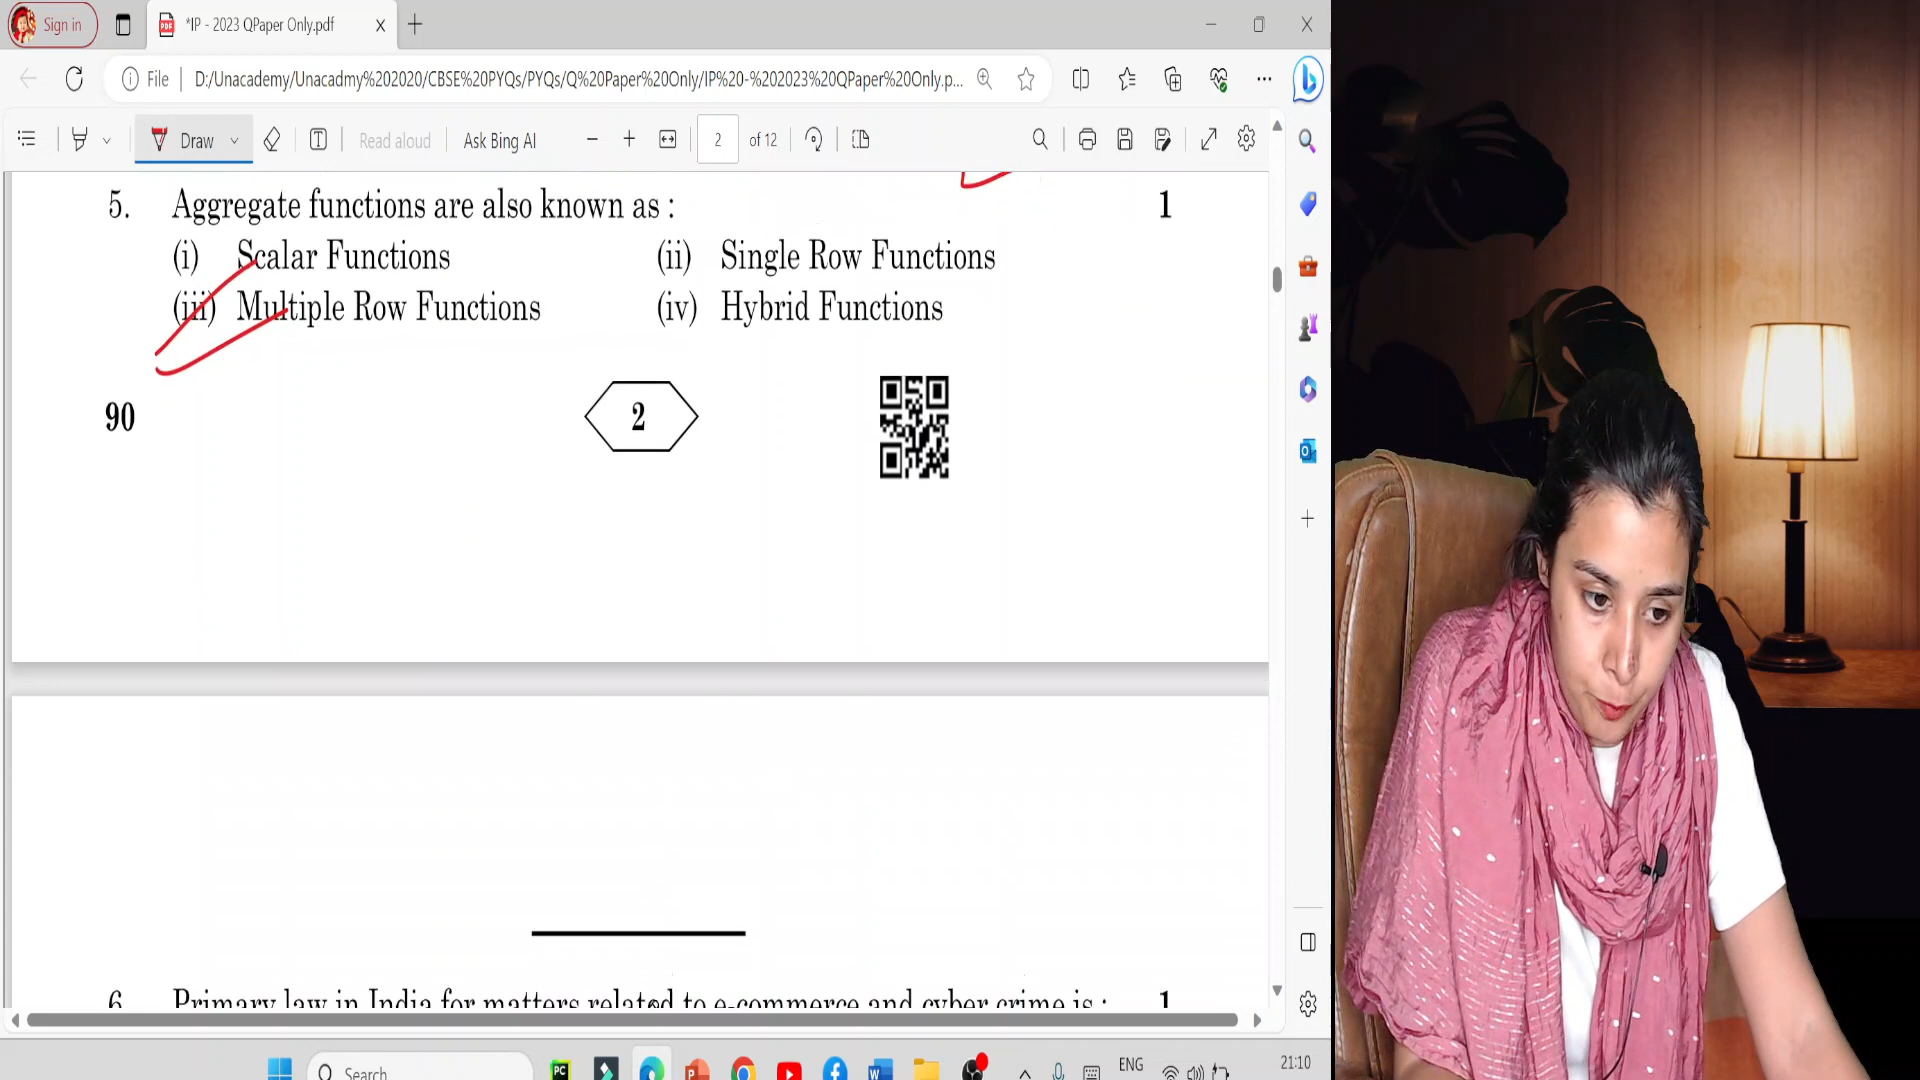 Sign in
*IP - 2023 QPaper Only.pdf
File
D:/Unacademy/Unacadmy%202020/CBSE%20PYQs/PYQs/Q%20Paper%20Only/IP%20-%202023%20QPaper%20Only.p...
Draw
Read aloud
Ask Bing AI
2 of 12
5. Aggregate functions are also known as : 1
(i) Scalar Functions (ii) Single Row Functions
(iii) Multiple Row Functions (iv) Hybrid Functions
90 2
6. Primary law in India for matters related to e-commerce and cyber crime is : 1
Search
ENG
21:10